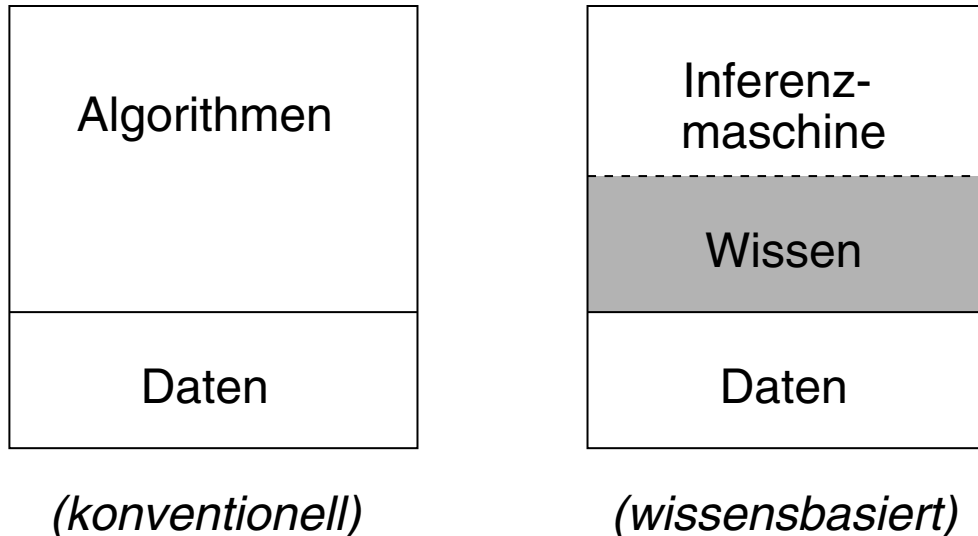 Algorithmen
Daten
(konventionell)
Inferenz-
maschine
Wissen
Daten
(wissensbasiert)